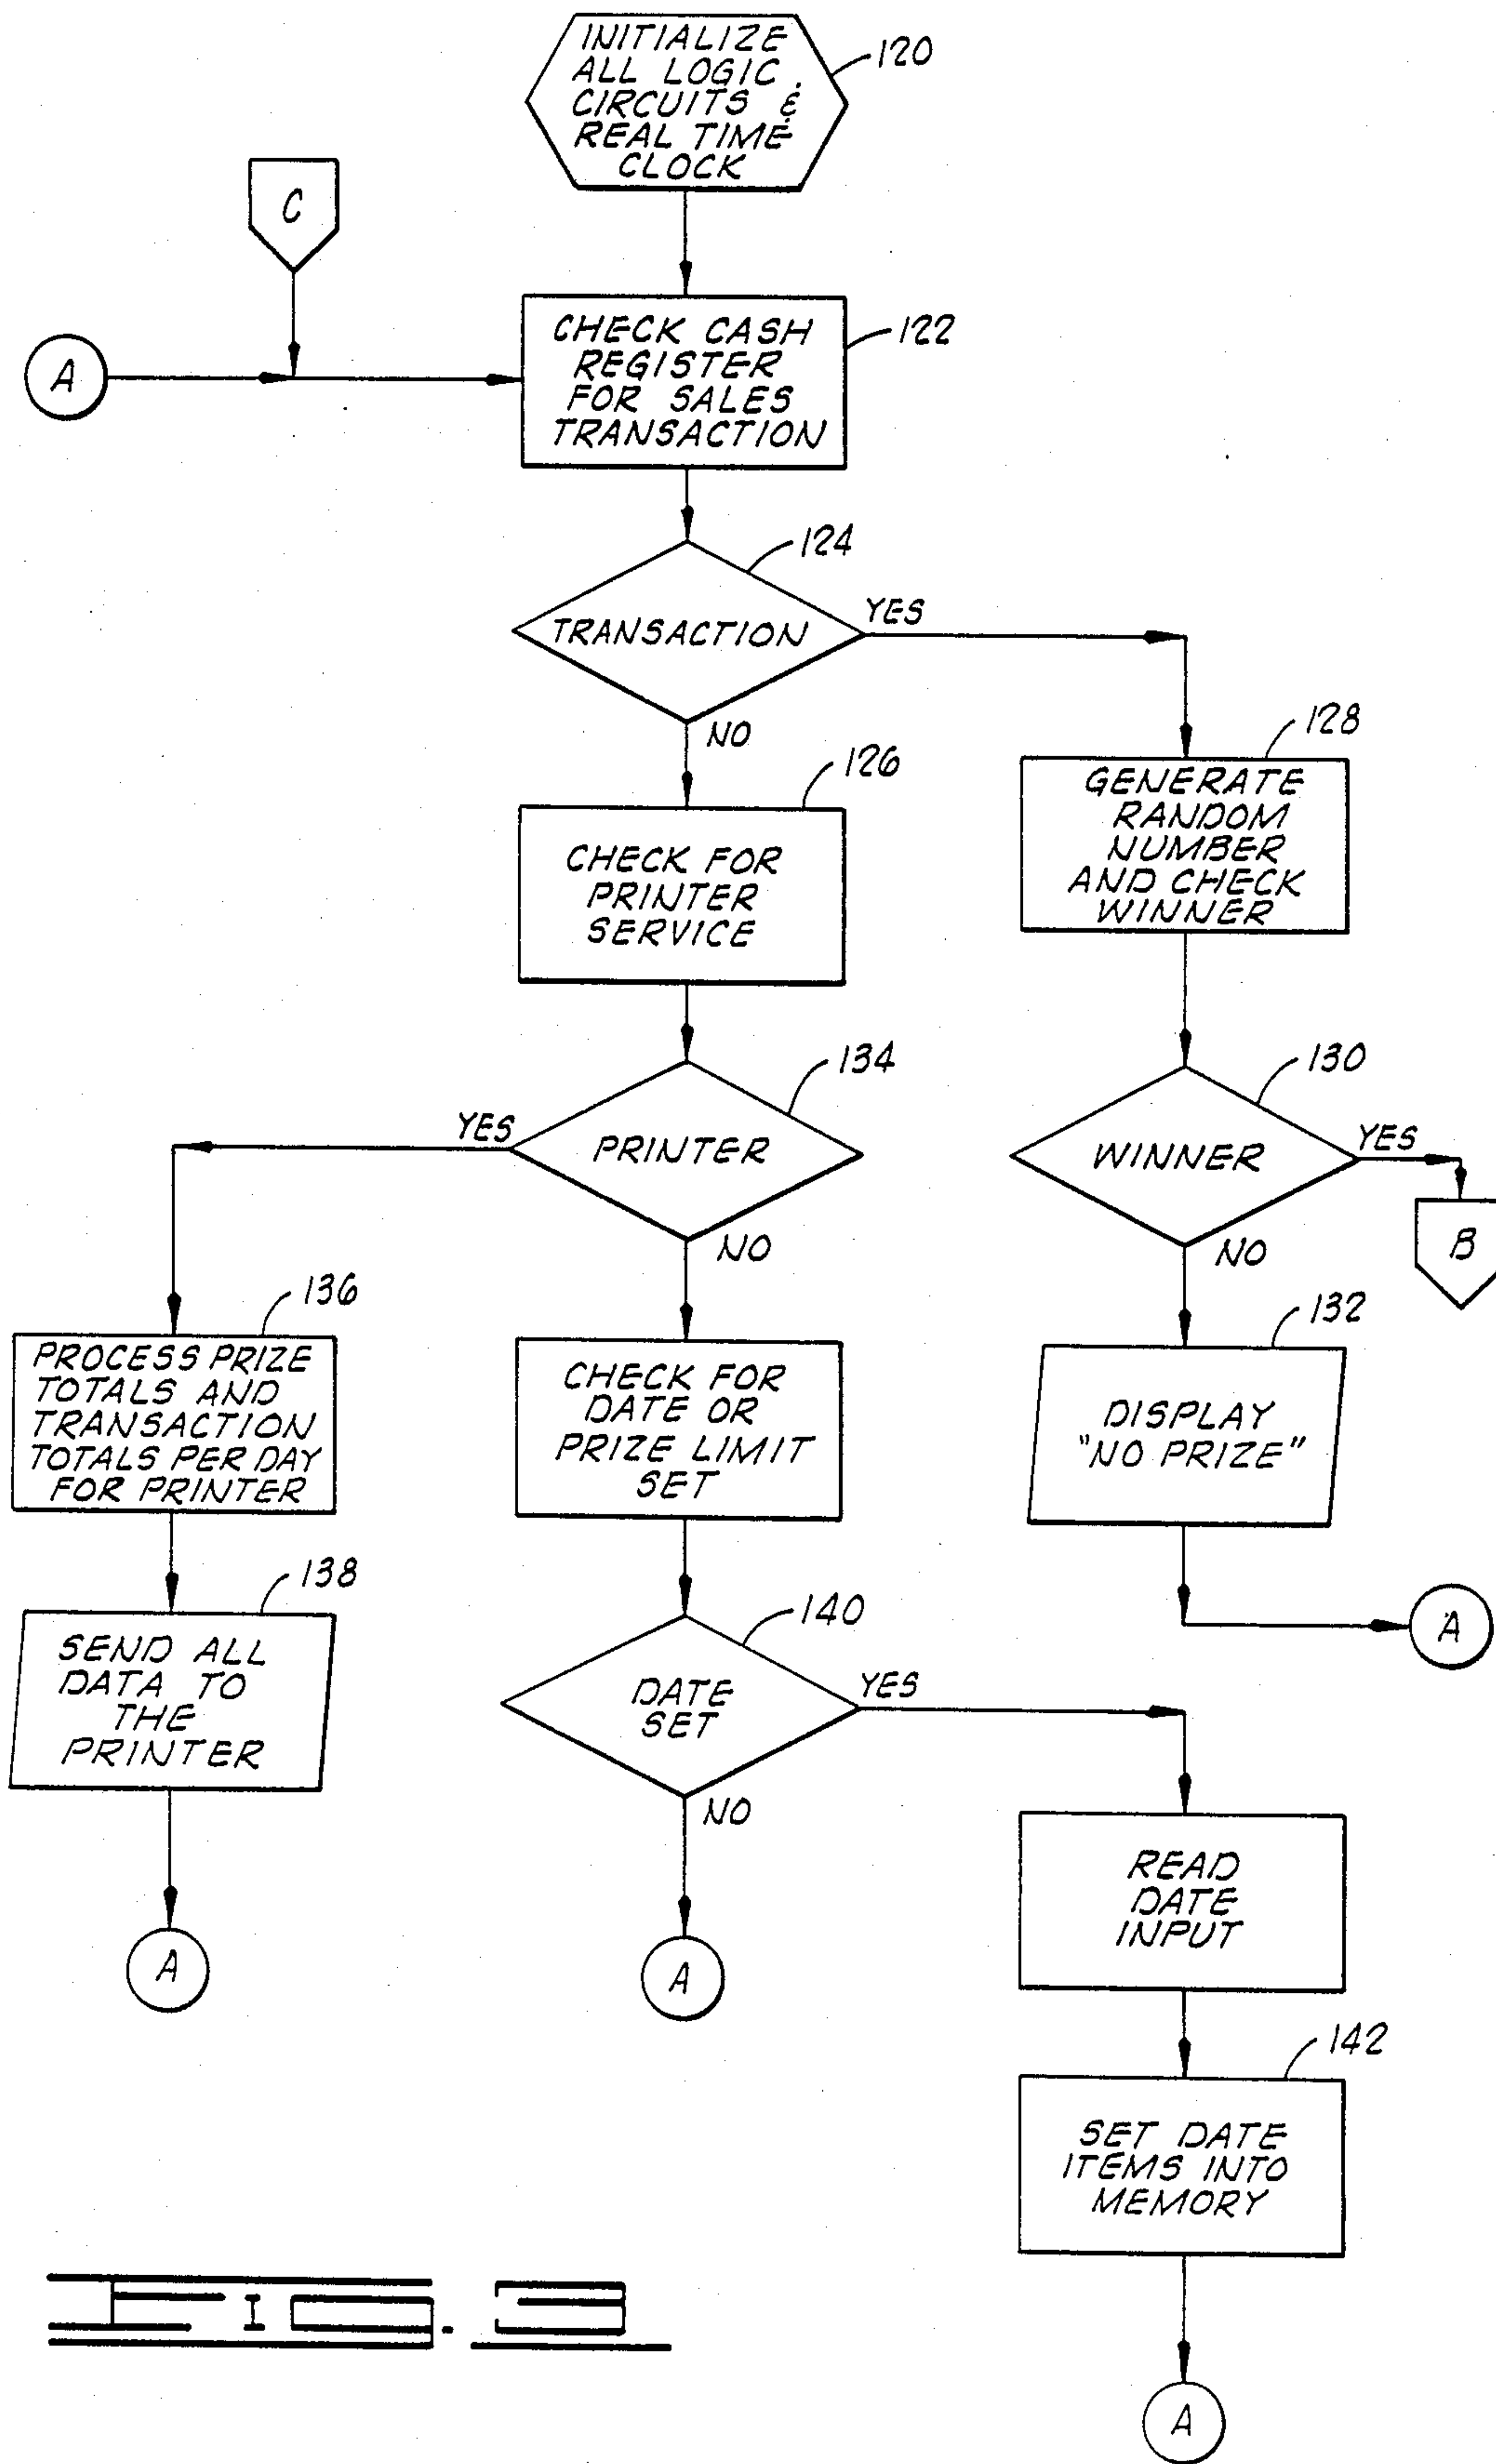 INITIALIZE
ALL LOGIC
CIRCUITS &
REAL TIME
CLOCK
120
C
A
CHECK CASH
REGISTER
FOR SALES
TRANSACTION
122
124
TRANSACTION
YES
NO
126
CHECK FOR
PRINTER
SERVICE
128
GENERATE
RANDOM
NUMBER
AND CHECK
WINNER
134
YES
PRINTER
NO
130
WINNER
YES
B
NO
136
PROCESS PRIZE
TOTALS AND
TRANSACTION
TOTALS PER DAY
FOR PRINTER
CHECK FOR
DATE OR
PRIZE LIMIT
SET
132
DISPLAY
"NO PRIZE"
A
138
SEND ALL
DATA TO
THE
PRINTER
A
140
DATE
SET
YES
NO
A
READ
DATE
INPUT
142
SET DATE
ITEMS INTO
MEMORY
A